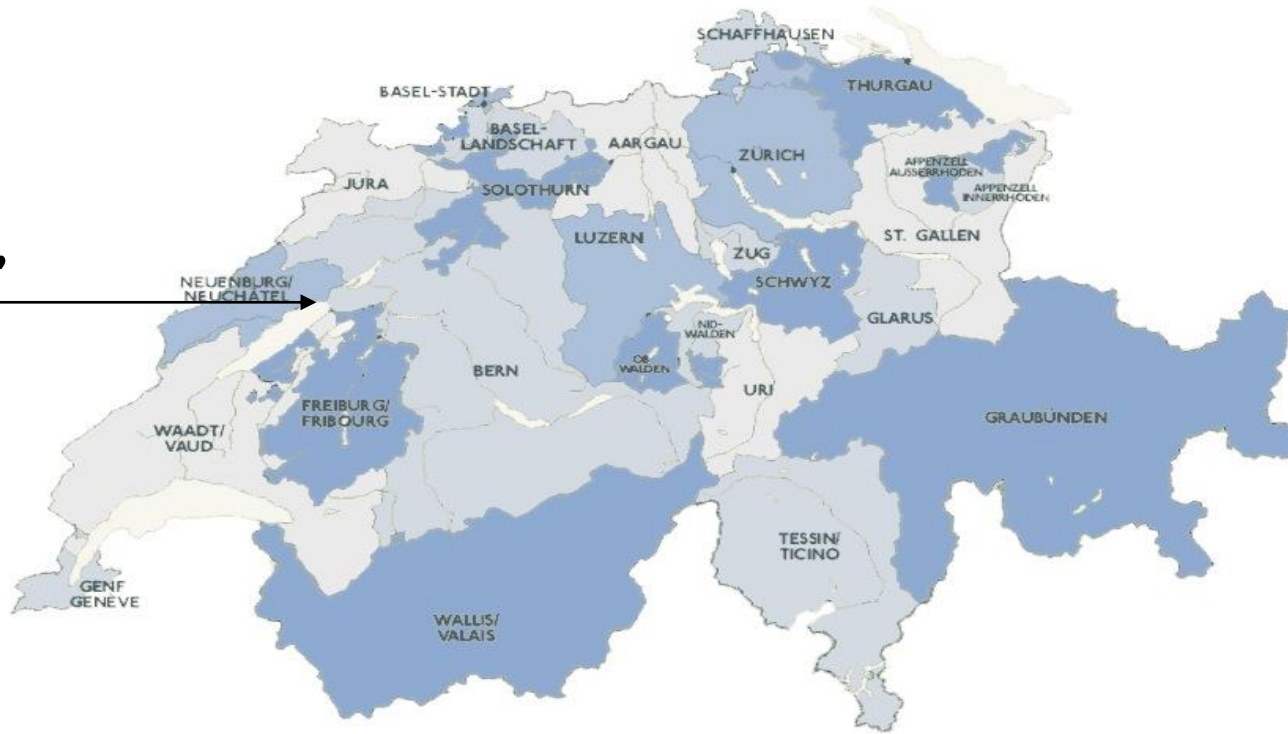 SCHAFFHAUSEN
THURGAU
BASEL-STADT
BASEL-
LANDSCHAFT
AARGAU
ZÜRICH
APPENZELL
AUSSERRHODEN
APPENZELL
INNERRHODEN
JURA
SOLOTHURN
LUZERN
ST. GALLEN
ZUG
SCHWYZ
NEUENBURG/
NEUCHÂTEL
GLARUS
NID-
WALDEN
OB
WALDEN
BERN
URI
FREIBURG/
FRIBOURG
WAADT/
VAUD
GRAUBÜNDEN
TESSIN/
TICINO
GENF
GENÈVE
WALLIS/
VALAIS